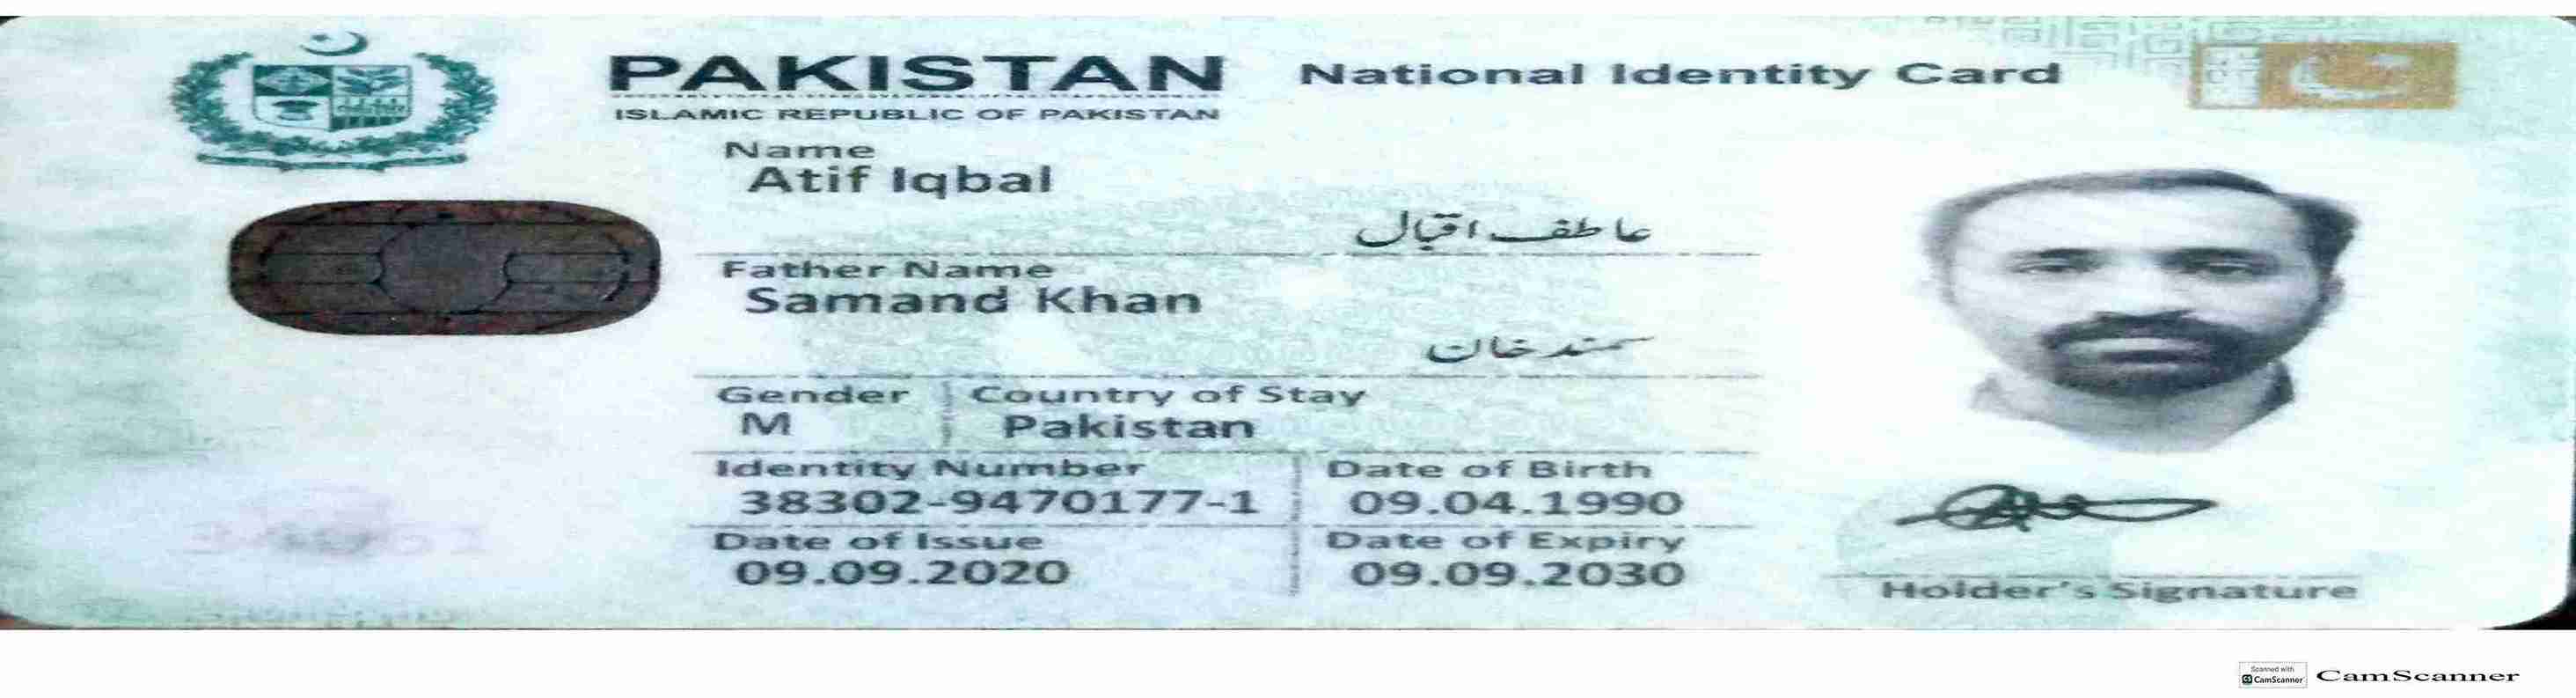 PAKISTAN National Identity Card
ISLAMIC REPUBLIC OF PAKISTAN
Name
Atif Iqbal
عاطف اقبال
Father Name
Samand Khan
سمند خان
Gender Country of Stay
M Pakistan
Identity Number Date of Birth
38302-9470177-1 09.04.1990
Date of Issue Date of Expiry
09.09.2020 09.09.2030
Holder's Signature
Scanned with
CS CamScanner
CamScanner